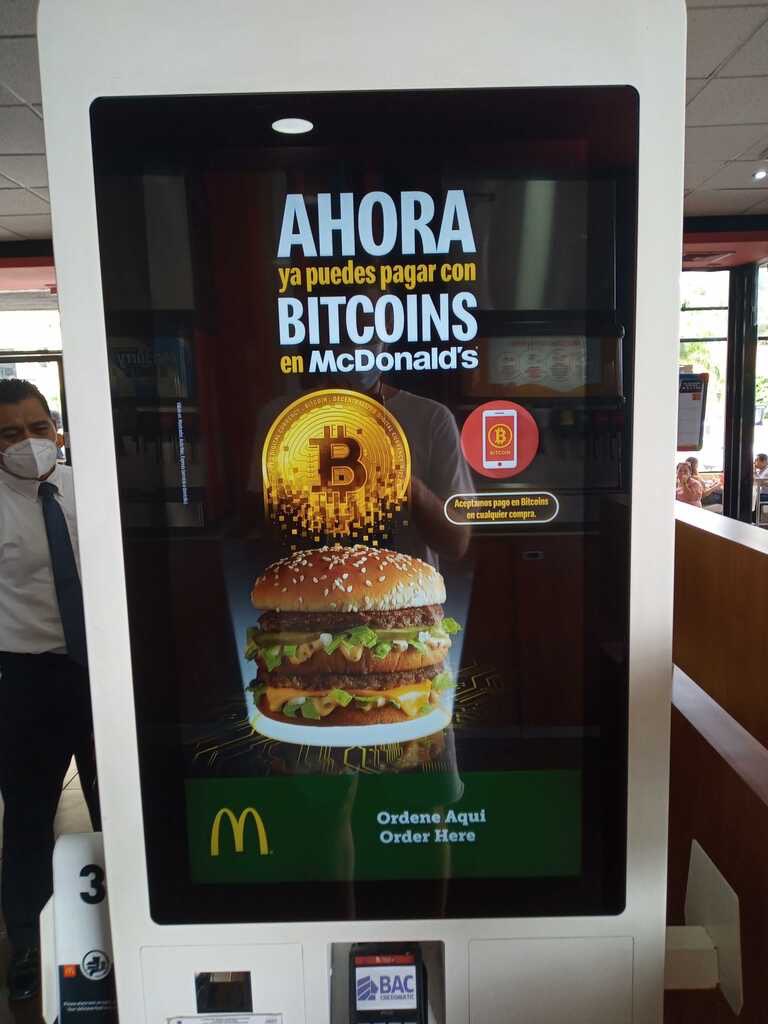 AHORA
ya puedes pagar con
BITCOINS
en McDonald's
BITCOIN
Aceptamos pago en Bitcoins
en cualquier compra.
Ordene Aqui
Order Here
3
BAC
CREDOMATIC